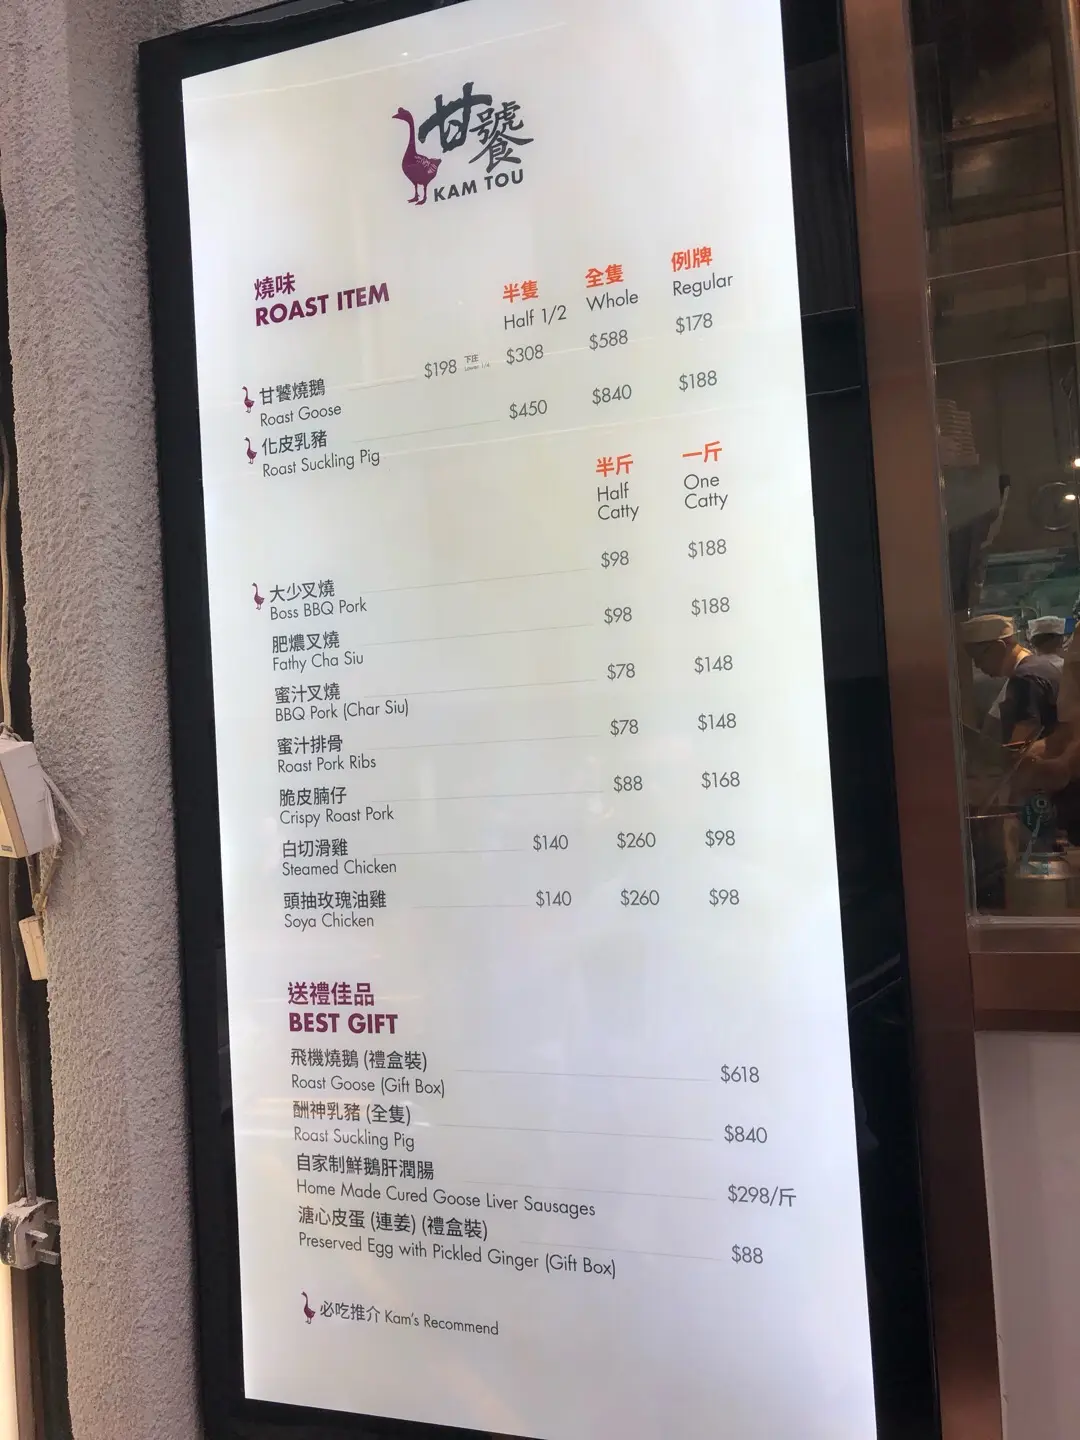 甘饕
KAM TOU
燒味
ROAST ITEM
半隻 全隻 例牌
Half 1/2 Whole Regular
$198 下庄 Lower 1/4 $308 $588 $178
甘饕燒鵝
Roast Goose
$450 $840 $188
化皮乳豬
Roast Suckling Pig
半斤 一斤
Half Catty One Catty
$98 $188
大少叉燒
Boss BBQ Pork
$98 $188
肥燶叉燒
Fathy Cha Siu
$78 $148
蜜汁叉燒
BBQ Pork (Char Siu)
$78 $148
蜜汁排骨
Roast Pork Ribs
$88 $168
脆皮腩仔
Crispy Roast Pork
白切滑雞 $140 $260 $98
Steamed Chicken
頭抽玫瑰油雞 $140 $260 $98
Soya Chicken
送禮佳品
BEST GIFT
飛機燒鵝 (禮盒裝) $618
Roast Goose (Gift Box)
酬神乳豬 (全隻) $840
Roast Suckling Pig
自家制鮮鵝肝潤腸 $298/斤
Home Made Cured Goose Liver Sausages
溏心皮蛋 (連姜) (禮盒裝) $88
Preserved Egg with Pickled Ginger (Gift Box)
必吃推介 Kam's Recommend